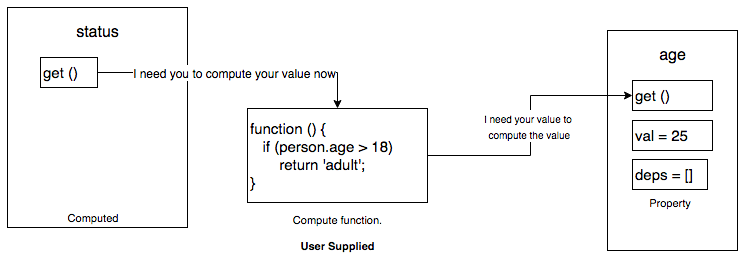 status
get ()
Computed
I need you to compute your value now
function () {
if (person.age > 18)
return 'adult';
}
Compute function.
User Supplied
I need your value to
compute the value
age
get ()
val = 25
deps = []
Property